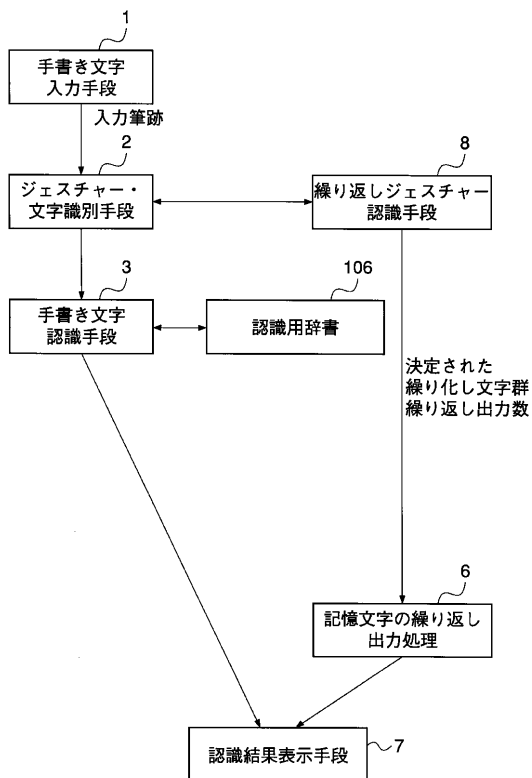 1
手書き文字
入力手段
入力筆跡
2
8
ジェスチャー・
文字識別手段
繰り返しジェスチャー
認識手段
3
106
手書き文字
認識手段
認識用辞書
決定された
繰り化し文字群
繰り返し出力数
6
記憶文字の繰り返し
出力処理
認識結果表示手段
7